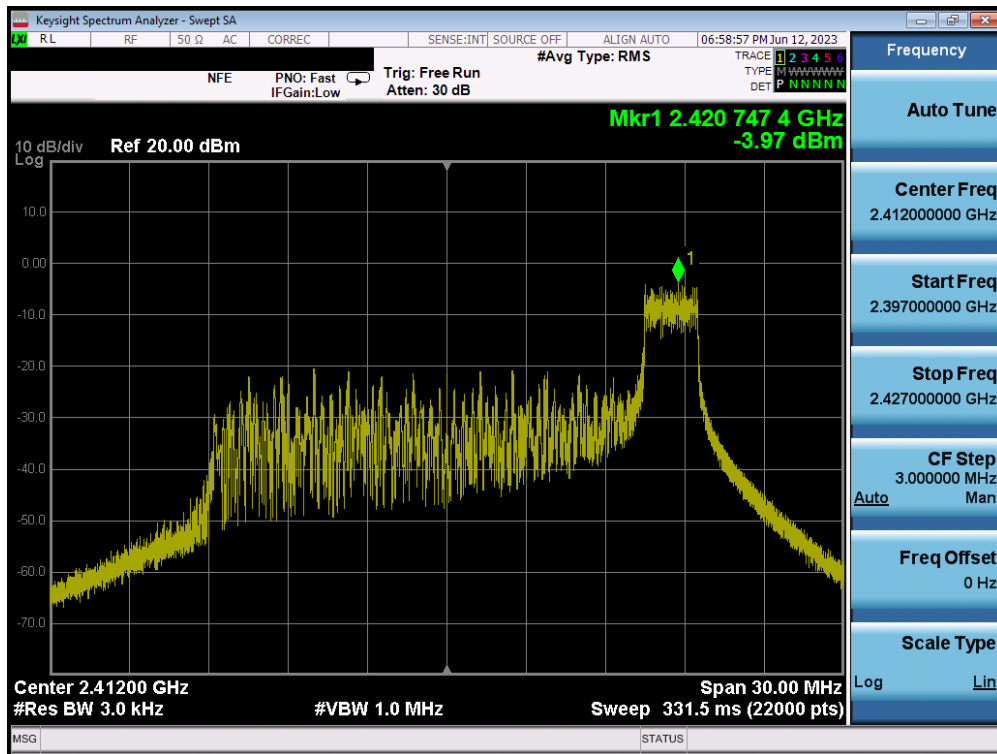 Keysight Spectrum Analyzer - Swept SA
LXI RL RF 50 Ω AC CORREC SENSE:INT SOURCE OFF ALIGN AUTO 06:58:57 PM Jun 12, 2023
#Avg Type: RMS
TRACE 1 2 3 4 5 6
NFE PNO: Fast Trig: Free Run TYPE M WWWWW
IFGain:Low Atten: 30 dB DET P N N N N N
Mkr1 2.420 747 4 GHz
-3.97 dBm
10 dB/div Ref 20.00 dBm
Log
1
10.0
0.00
-10.0
-20.0
-30.0
-40.0
-50.0
-60.0
-70.0
Center 2.41200 GHz Span 30.00 MHz
#Res BW 3.0 kHz #VBW 1.0 MHz Sweep 331.5 ms (22000 pts)
MSG STATUS
Frequency
Auto Tune
Center Freq
2.412000000 GHz
Start Freq
2.397000000 GHz
Stop Freq
2.427000000 GHz
CF Step
3.000000 MHz
Auto Man
Freq Offset
0 Hz
Scale Type
Log Lin